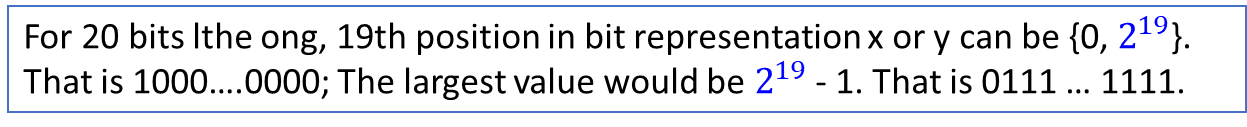 For 20 bits lthe ong, 19th position in bit representation x or y can be {0, 2^19}.
That is 1000....0000; The largest value would be 2^19 - 1. That is 0111 … 1111.